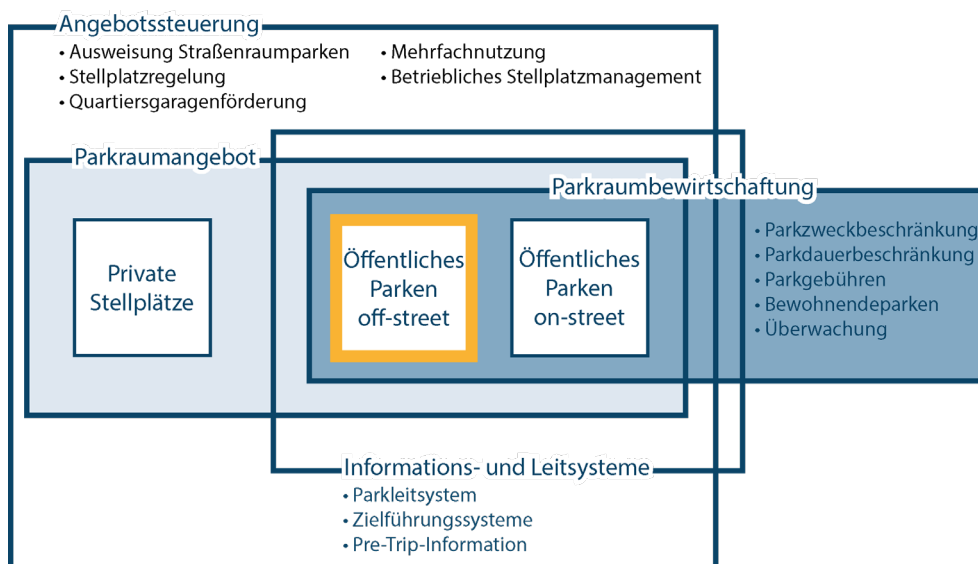 Angebotssteuerung
• Ausweisung Straßenraumparken
• Stellplatzregelung
• Quartiersgaragenförderung
• Mehrfachnutzung
• Betriebliches Stellplatzmanagement
Parkraumangebot
Parkraumbewirtschaftung
Private
Stellplätze
Öffentliches
Parken
off-street
Öffentliches
Parken
on-street
• Parkzweckbeschränkung
• Parkdauerbeschränkung
• Parkgebühren
• Bewohnendeparken
• Überwachung
Informations- und Leitsysteme
• Parkleitsystem
• Zielführungssysteme
• Pre-Trip-Information